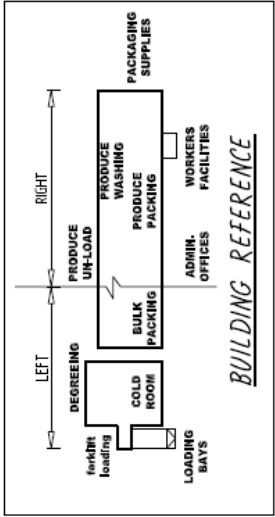 LEFT
RIGHT
DEGREEING
PRODUCE
UN-LOAD
PACKAGING
SUPPLIES
forklift
loading
COLD
ROOM
BULK
PACKING
PRODUCE
WASHING
PRODUCE
PACKING
LOADING
BAYS
ADMIN-
OFFICES
WORKERS
FACILITIES
BUILDING REFERENCE